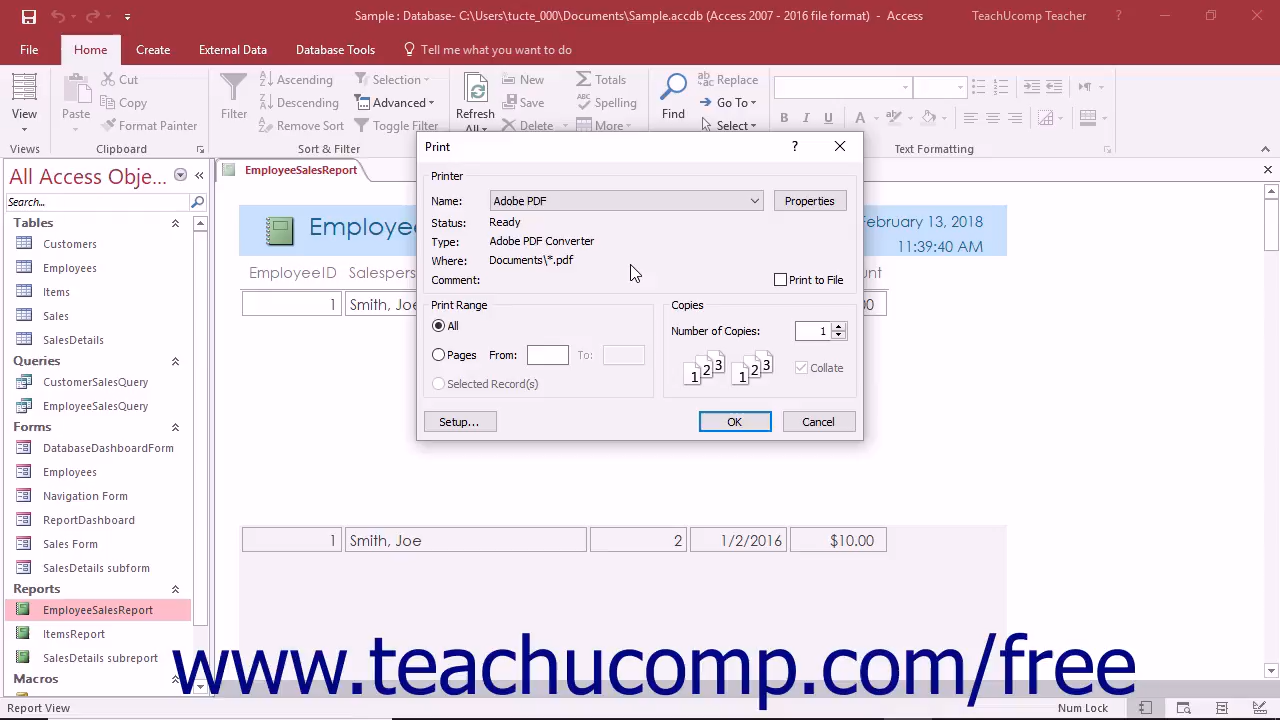 Sample : Database- C:\Users\tucte_000\Documents\Sample.accdb (Access 2007 - 2016 file format) - Access
TeachUcomp Teacher
?
File
Home
Create
External Data
Database Tools
Tell me what you want to do
View
Views
Paste
Cut
Copy
Format Painter
Clipboard
Filter
Ascending
Descending
Sort
Selection
Advanced
Toggle Filter
Sort & Filter
Refresh
All
New
Save
Delete
Totals
Spelling
More
Find
Replace
Go To
Select
B I U
A
Text Formatting
All Access Obje...
Search...
Tables
Customers
Employees
Items
Sales
SalesDetails
Queries
CustomerSalesQuery
EmployeeSalesQuery
Forms
DatabaseDashboardForm
Employees
Navigation Form
ReportDashboard
Sales Form
SalesDetails subform
Reports
EmployeeSalesReport
ItemsReport
SalesDetails subreport
Macros
EmployeeSalesReport
February 13, 2018
11:39:40 AM
EmployeeID
1 Smith, Joe
Print
?
Printer
Name: Adobe PDF
Properties
Status: Ready
Type: Adobe PDF Converter
Where: Documents\*.pdf
Comment:
Print to File
Print Range
All
Pages From: To:
Selected Record(s)
Copies
Number of Copies: 1
1 2 3 1 2 3
Collate
Setup...
OK
Cancel
1 Smith, Joe 2 1/2/2016 $10.00
www.teachucomp.com/free
Report View
Num Lock